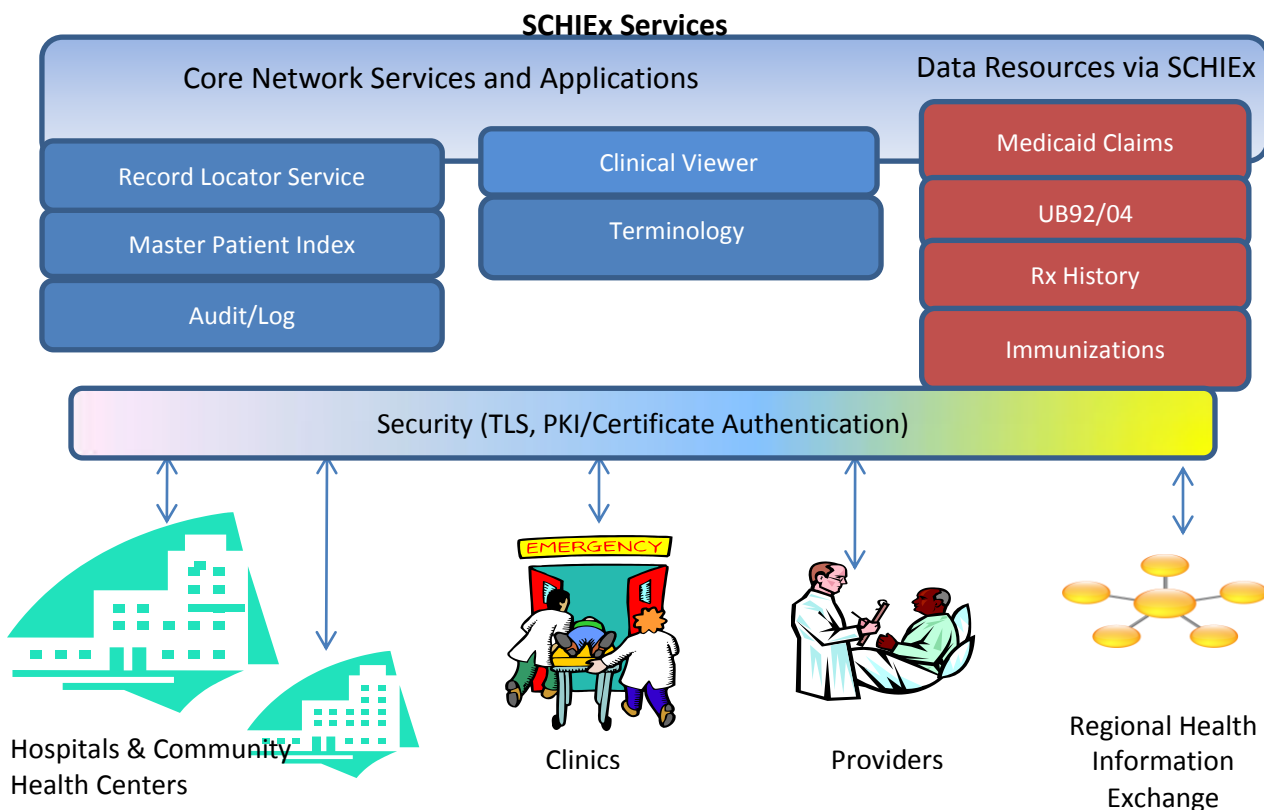 SCHIEx Services
Core Network Services and Applications
Data Resources via SCHIEx
Record Locator Service
Master Patient Index
Audit/Log
Clinical Viewer
Terminology
Medicaid Claims
UB92/04
Rx History
Immunizations
Security (TLS, PKI/Certificate Authentication)
EMERGENCY
Hospitals & Community
Health Centers
Clinics
Providers
Regional Health
Information
Exchange